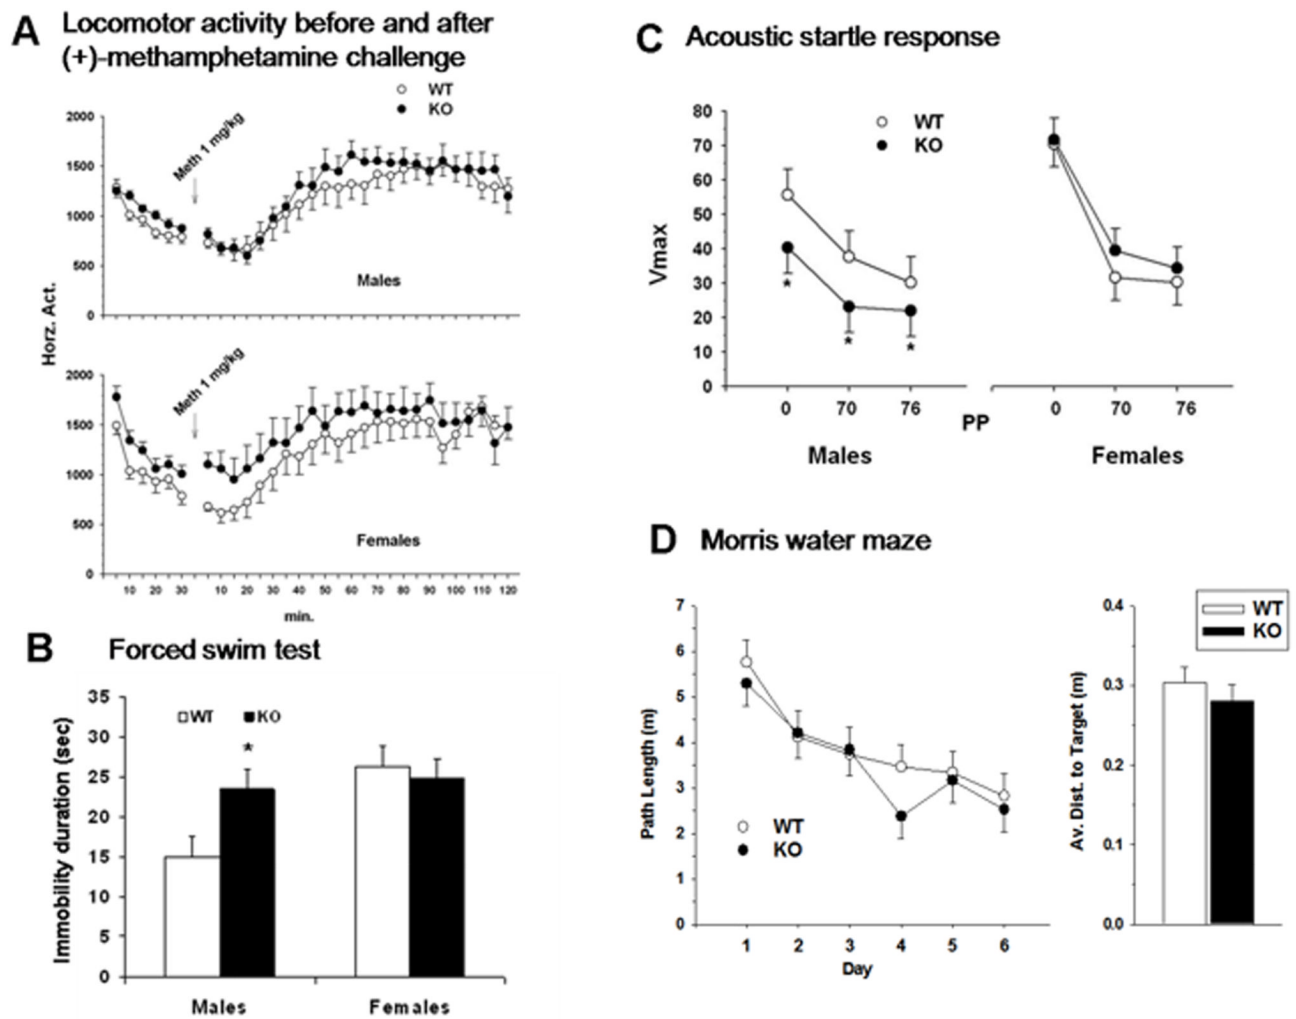 A
Locomotor activity before and after
(+)-methamphetamine challenge
WT
KO
2000
1500
1000
500
0
Meth 1 mg/kg
Males
Horz. Act.
2000
1500
1000
500
0
Meth 1 mg/kg
Females
10 20 30 10 20 30 40 50 60 70 80 90 100 110 120
min.
B
Forced swim test
35
30
25
20
15
10
5
0
Immobility duration (sec)
WT KO
*
Males Females
C
Acoustic startle response
80
70
60
50
40
30
20
10
0
Vmax
WT
KO
*
*
*
0 70 76 PP 0 70 76
Males Females
D
Morris water maze
7
6
5
4
3
2
1
0
Path Length (m)
WT
KO
1 2 3 4 5 6
Day
0.4
0.3
0.2
0.1
0.0
Av. Dist. to Target (m)
WT
KO